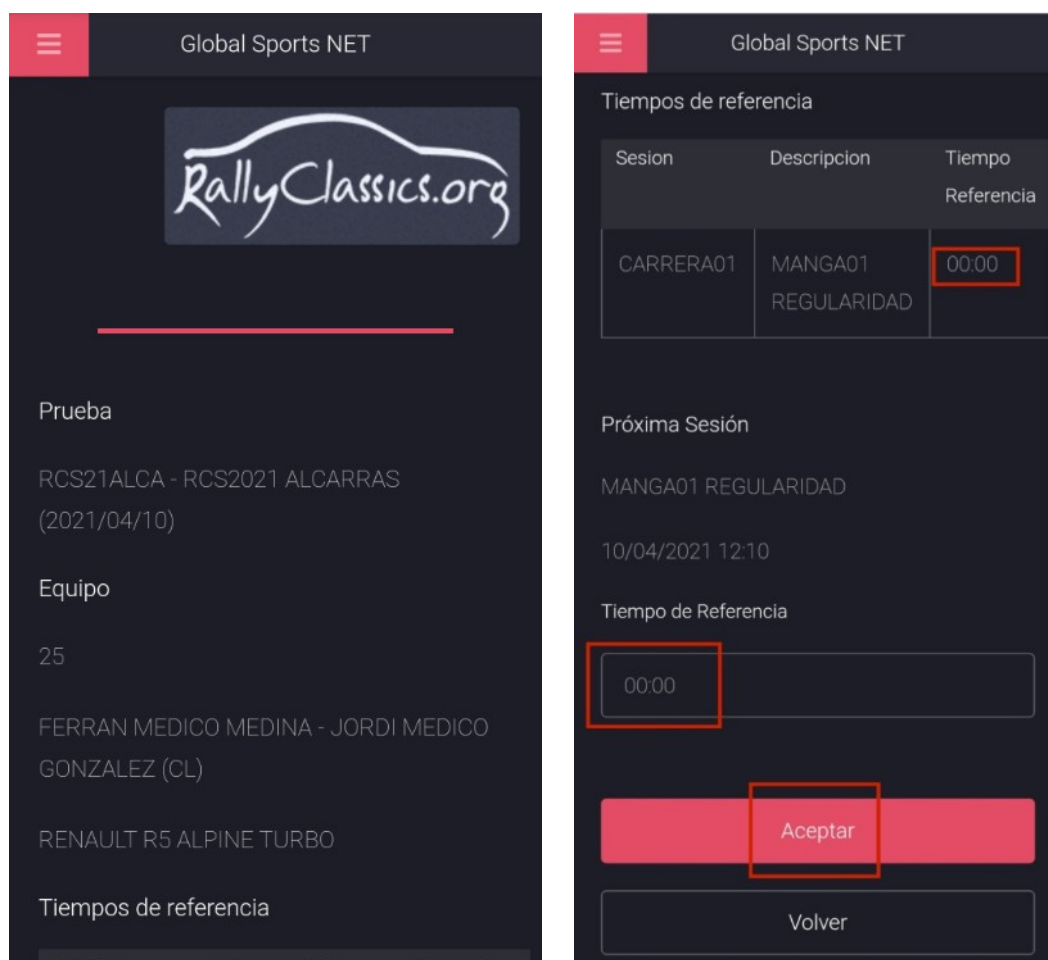 Global Sports NET
RallyClassics.org
Prueba
RCS21ALCA - RCS2021 ALCARRAS
(2021/04/10)
Equipo
25
FERRAN MEDICO MEDINA - JORDI MEDICO
GONZALEZ (CL)
RENAULT R5 ALPINE TURBO
Tiempos de referencia
Global Sports NET
Tiempos de referencia
Sesion Descripcion Tiempo
Referencia
CARRERA01 MANGA01 00:00
REGULARIDAD
Próxima Sesión
MANGA01 REGULARIDAD
10/04/2021 12:10
Tiempo de Referencia
00:00
Aceptar
Volver